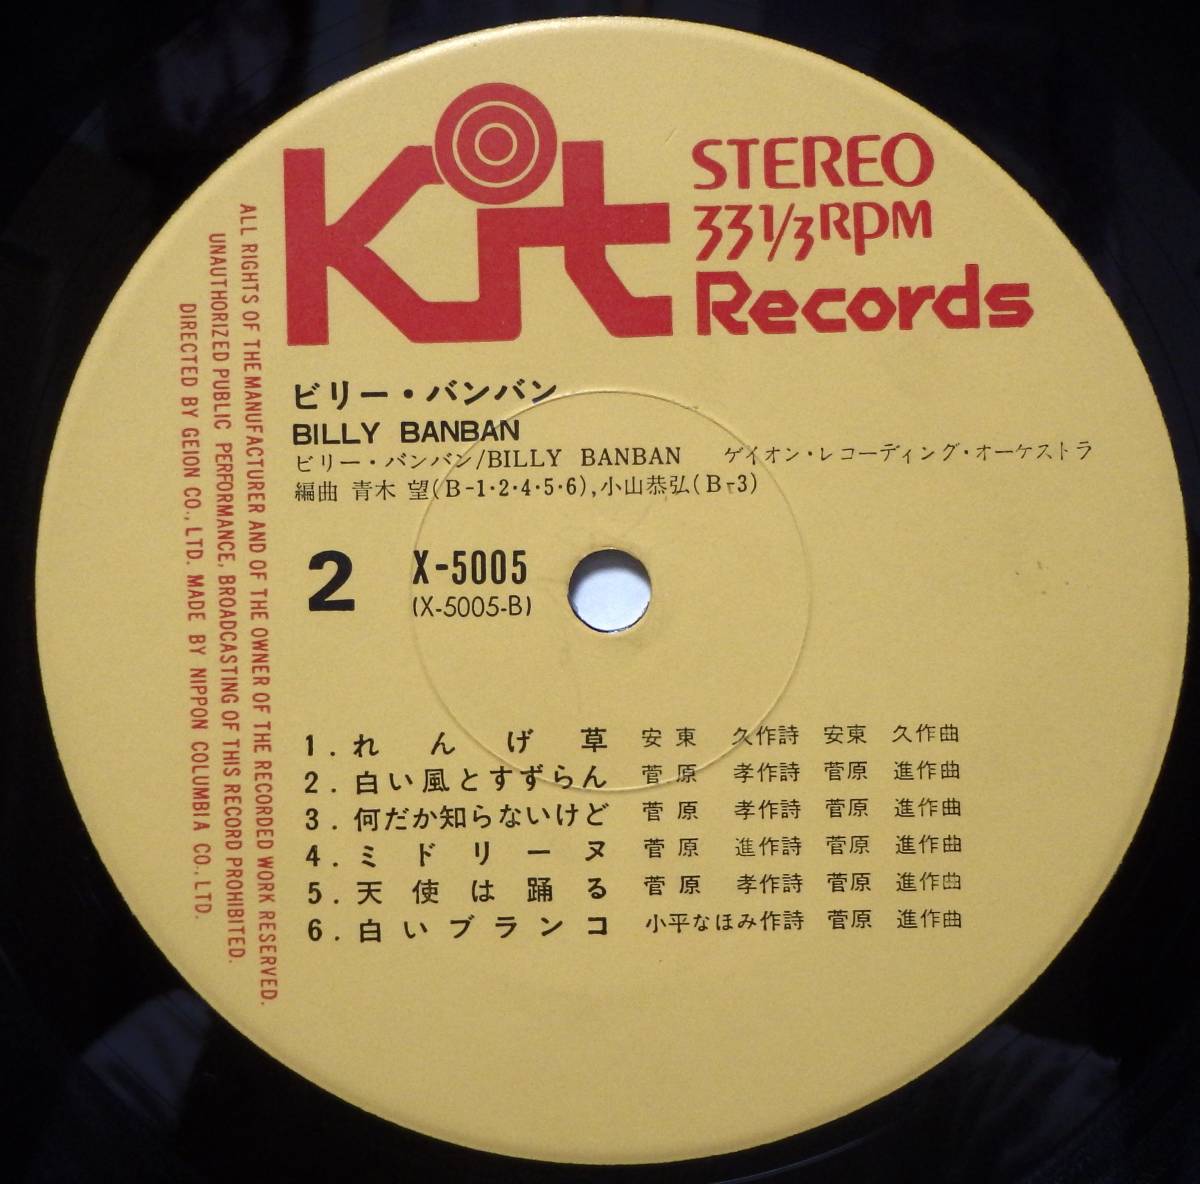 Kit
STEREO
33 1/3 RPM
Records
ビリー・バンバン
BILLY BANBAN
ビリー・バンバン/BILLY BANBAN ゲイオン・レコーディング・オーケストラ
編曲 青木 望(B-1・2・4・5・6),小山恭弘(B-3)
2
X-5005
(X-5005-B)
1. れんげ草 安東 久作詩 安東 久作曲
2. 白い風とすずらん 菅原 孝作詩 菅原 進作曲
3. 何だか知らないけど 菅原 孝作詩 菅原 進作曲
4. ミドリーヌ 菅原 進作詩 菅原 進作曲
5. 天使は踊る 菅原 孝作詩 菅原 進作曲
6. 白いブランコ 小平なほみ作詩 菅原 進作曲
ALL RIGHTS OF THE MANUFACTURER AND OF THE OWNER OF THE RECORDED WORK RESERVED.
UNAUTHORIZED PUBLIC PERFORMANCE, BROADCASTING OF THIS RECORD PROHIBITED.
DIRECTED BY GEION CO., LTD. MADE BY NIPPON COLUMBIA CO., LTD.